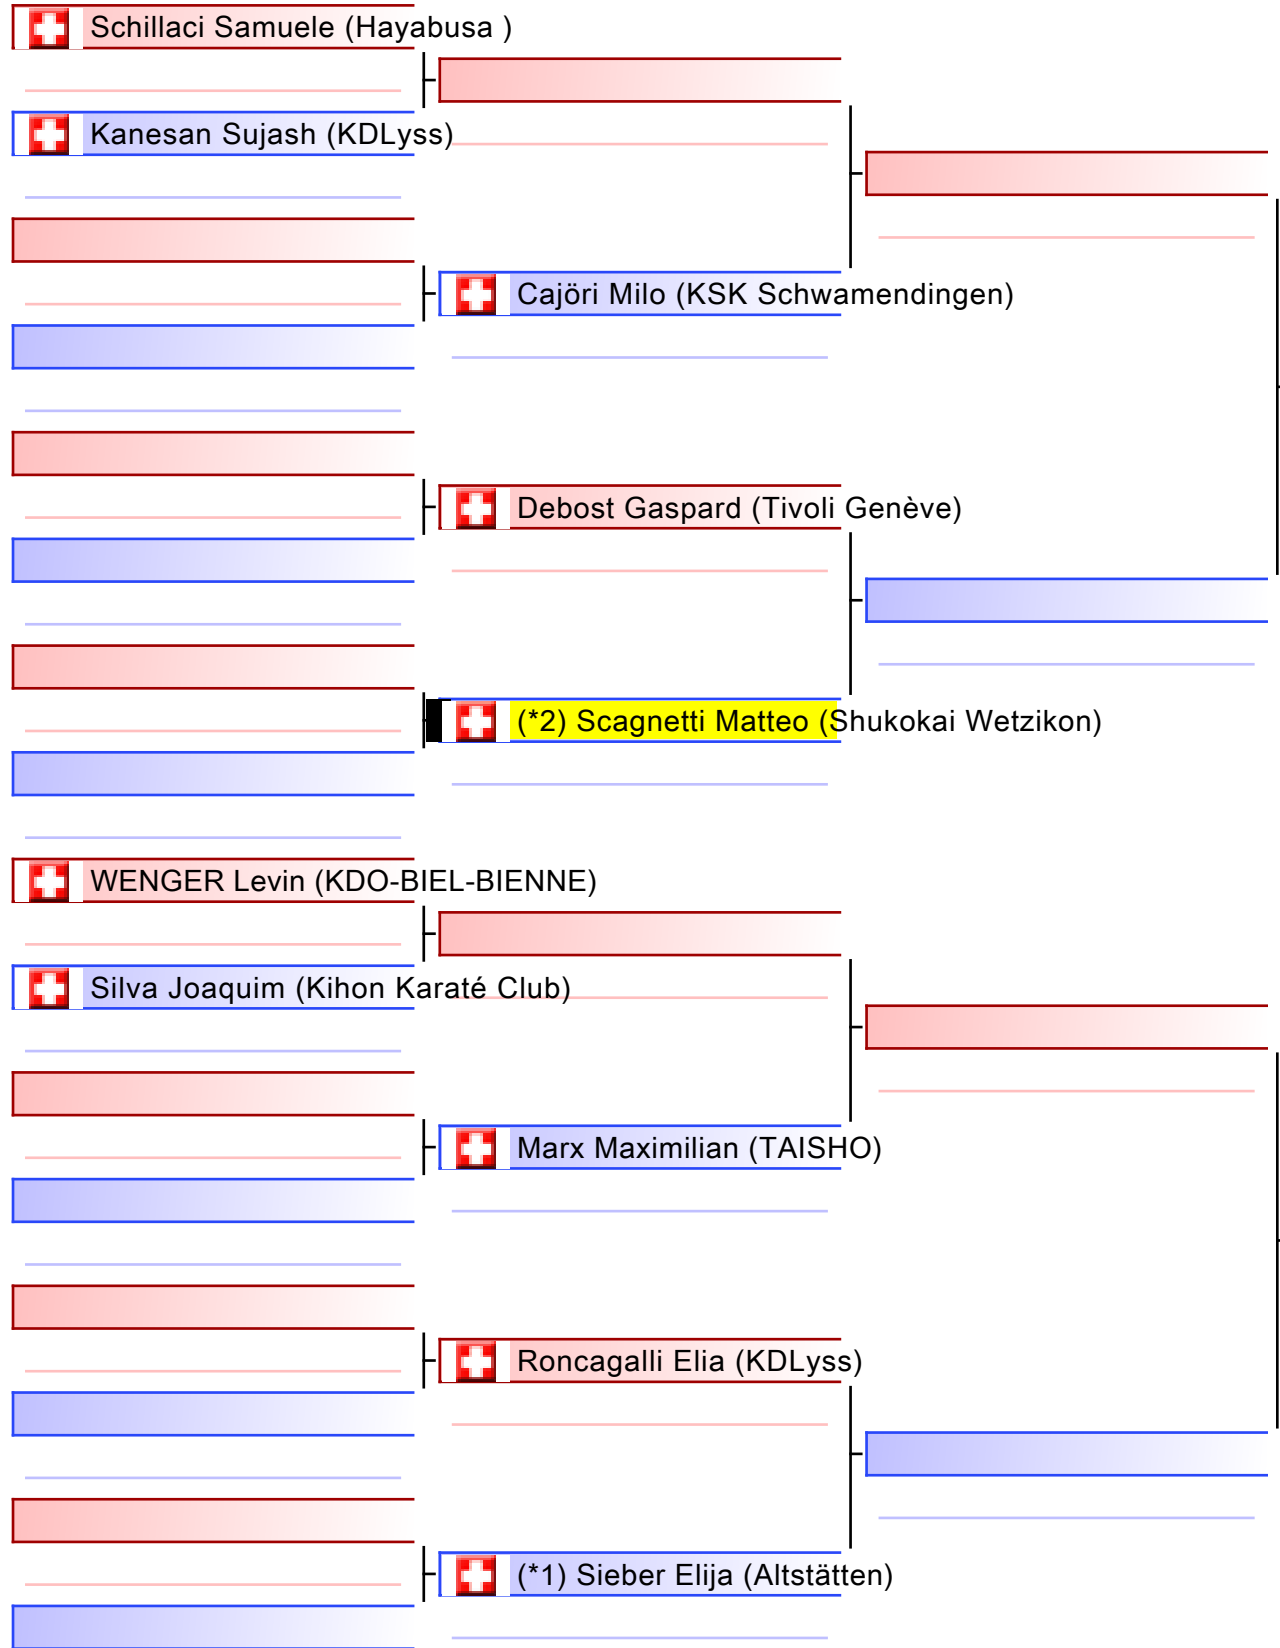 Schillaci Samuele (Hayabusa )
Kanesan Sujash (KDLyss)
Cajöri Milo (KSK Schwamendingen)
Debost Gaspard (Tivoli Genève)
(*2) Scagnetti Matteo (Shukokai Wetzikon)
WENGER Levin (KDO-BIEL-BIENNE)
Silva Joaquim (Kihon Karaté Club)
Marx Maximilian (TAISHO)
Roncagalli Elia (KDLyss)
(*1) Sieber Elija (Altstätten)